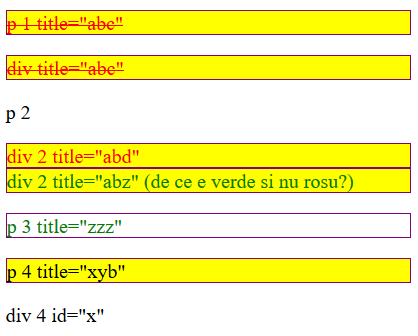 p 1 title="abc"
div title="abc"
p 2
div 2 title="abd"
div 2 title="abz" (de ce e verde si nu rosu?)
p 3 title="zzz"
p 4 title="xyb"
div 4 id="x"